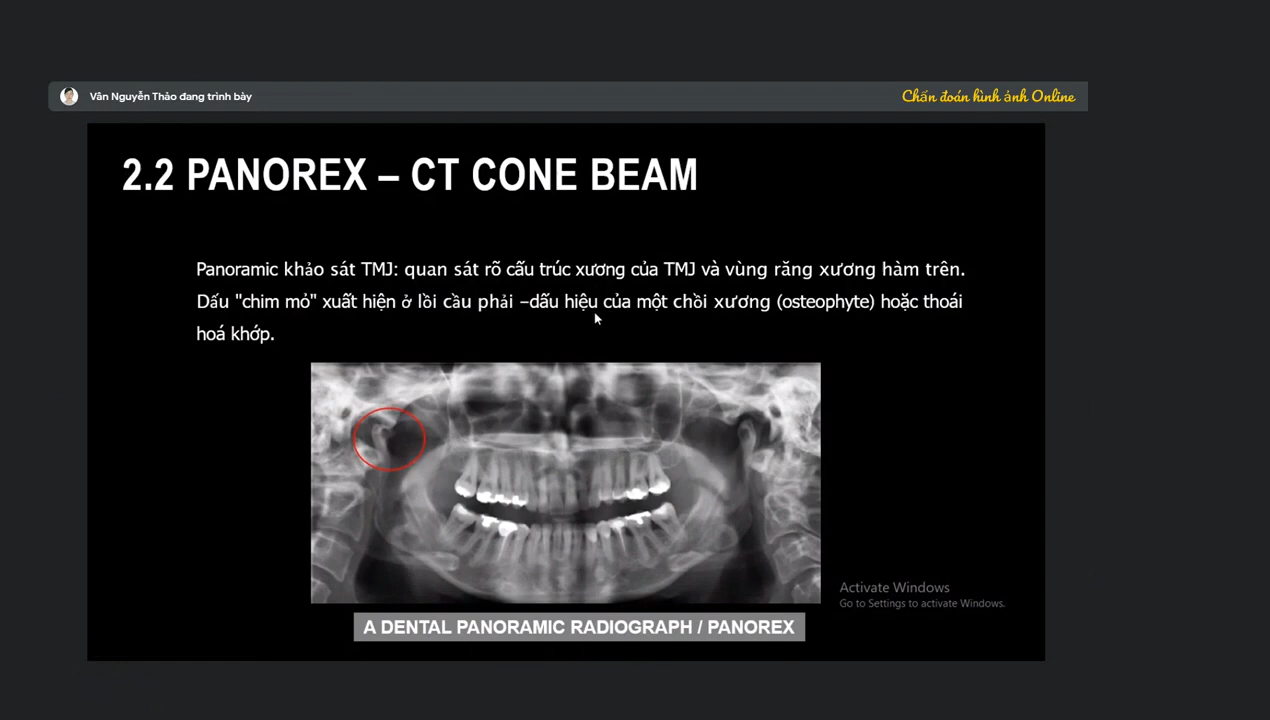 Vân Nguyễn Thảo đang trình bày
Chẩn đoán hình ảnh Online
2.2 PANOREX – CT CONE BEAM
Panoramic khảo sát TMJ: quan sát rõ cấu trúc xương của TMJ và vùng răng xương hàm trên.
Dấu "chim mỏ" xuất hiện ở lồi cầu phải –dấu hiệu của một chồi xương (osteophyte) hoặc thoái
hoá khớp.
Activate Windows
Go to Settings to activate Windows.
A DENTAL PANORAMIC RADIOGRAPH / PANOREX